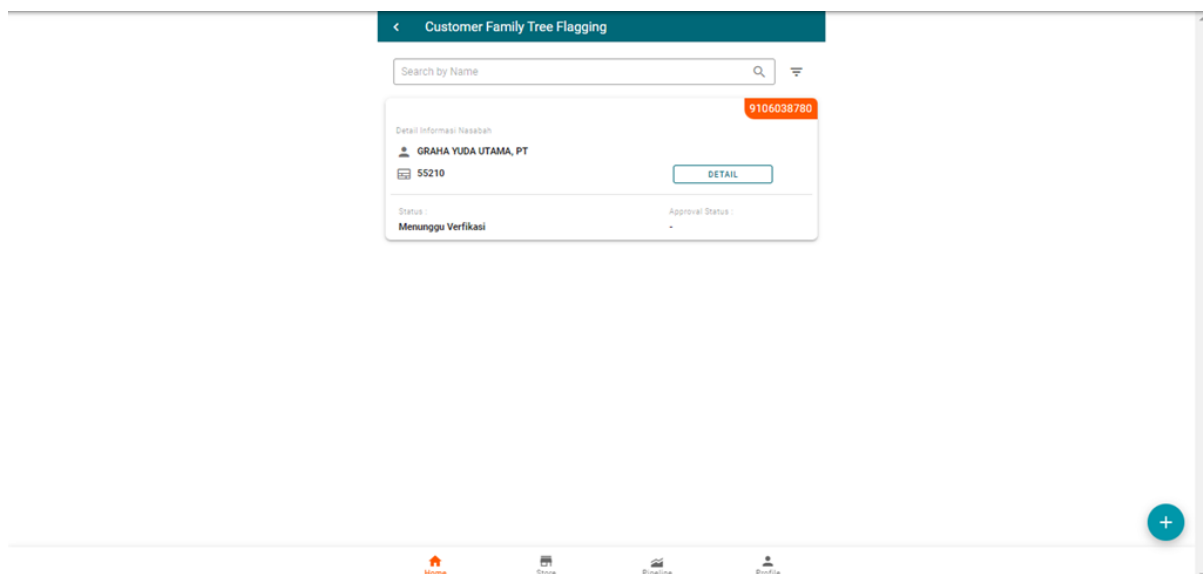 Customer Family Tree Flagging
Search by Name
9106038780
Detail Informasi Nasabah
GRAHA YUDA UTAMA, PT
55210
DETAIL
Status :
Approval Status :
Menunggu Verfikasi
-
Home
Store
Pipeline
Profile